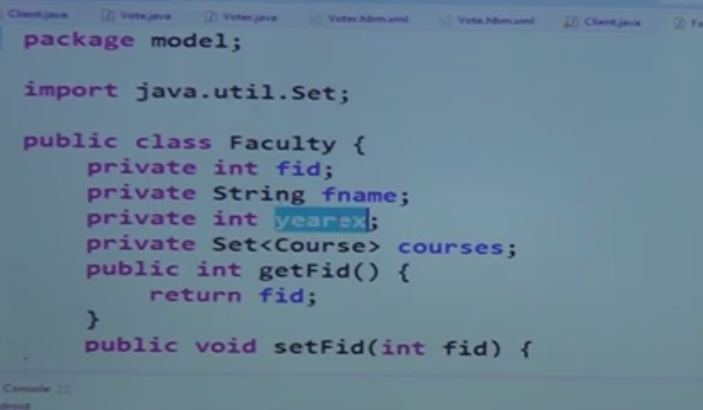 Client.java Vote.java Voter.java Voter.hbm.xml Vote.hbm.xml Client.java Fa
package model;
import java.util.Set;
public class Faculty {
private int fid;
private String fname;
private int yearex;
private Set<Course> courses;
public int getFid() {
return fid;
}
public void setFid(int fid) {
Console